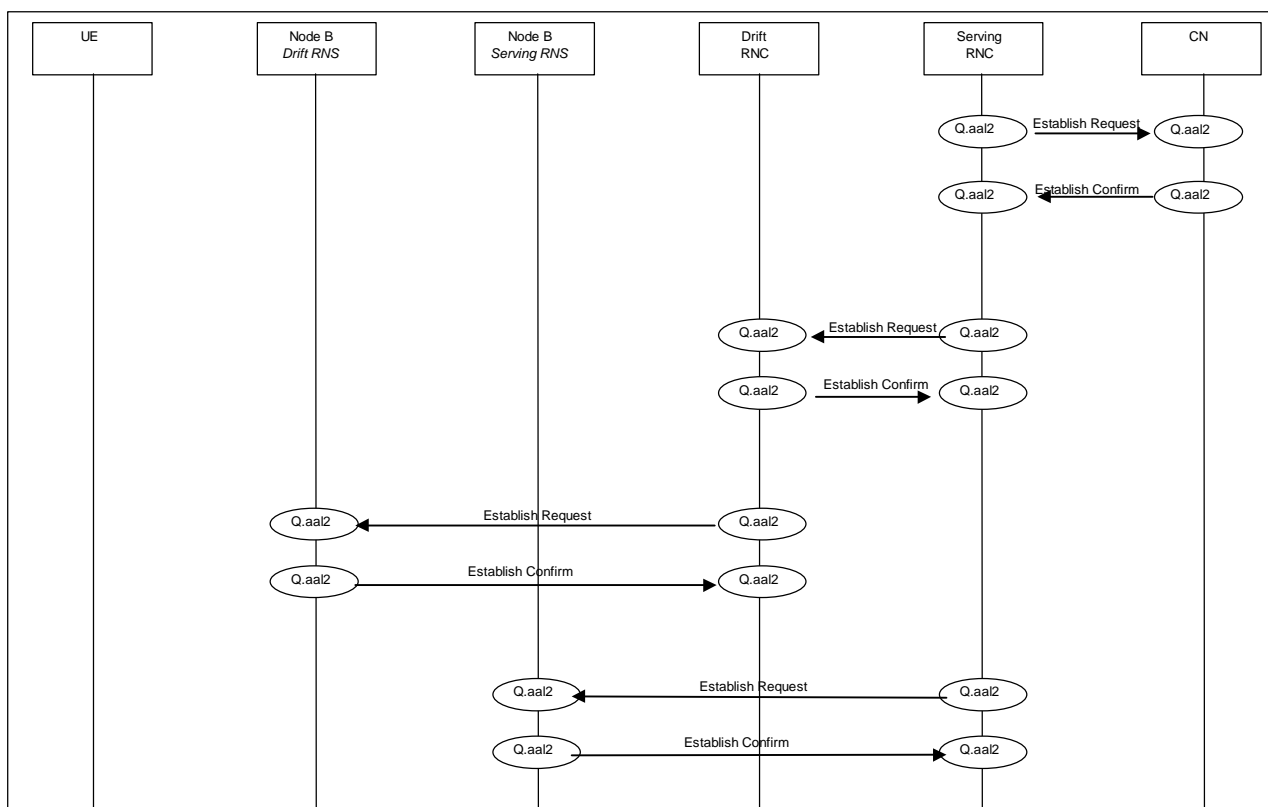 UE
Node B
Drift RNS
Node B
Serving RNS
Drift
RNC
Serving
RNC
CN
Q.aal2
Establish Request
Q.aal2
Q.aal2
Establish Confirm
Q.aal2
Q.aal2
Establish Request
Q.aal2
Q.aal2
Establish Confirm
Q.aal2
Q.aal2
Establish Request
Q.aal2
Q.aal2
Establish Confirm
Q.aal2
Q.aal2
Establish Request
Q.aal2
Q.aal2
Establish Confirm
Q.aal2